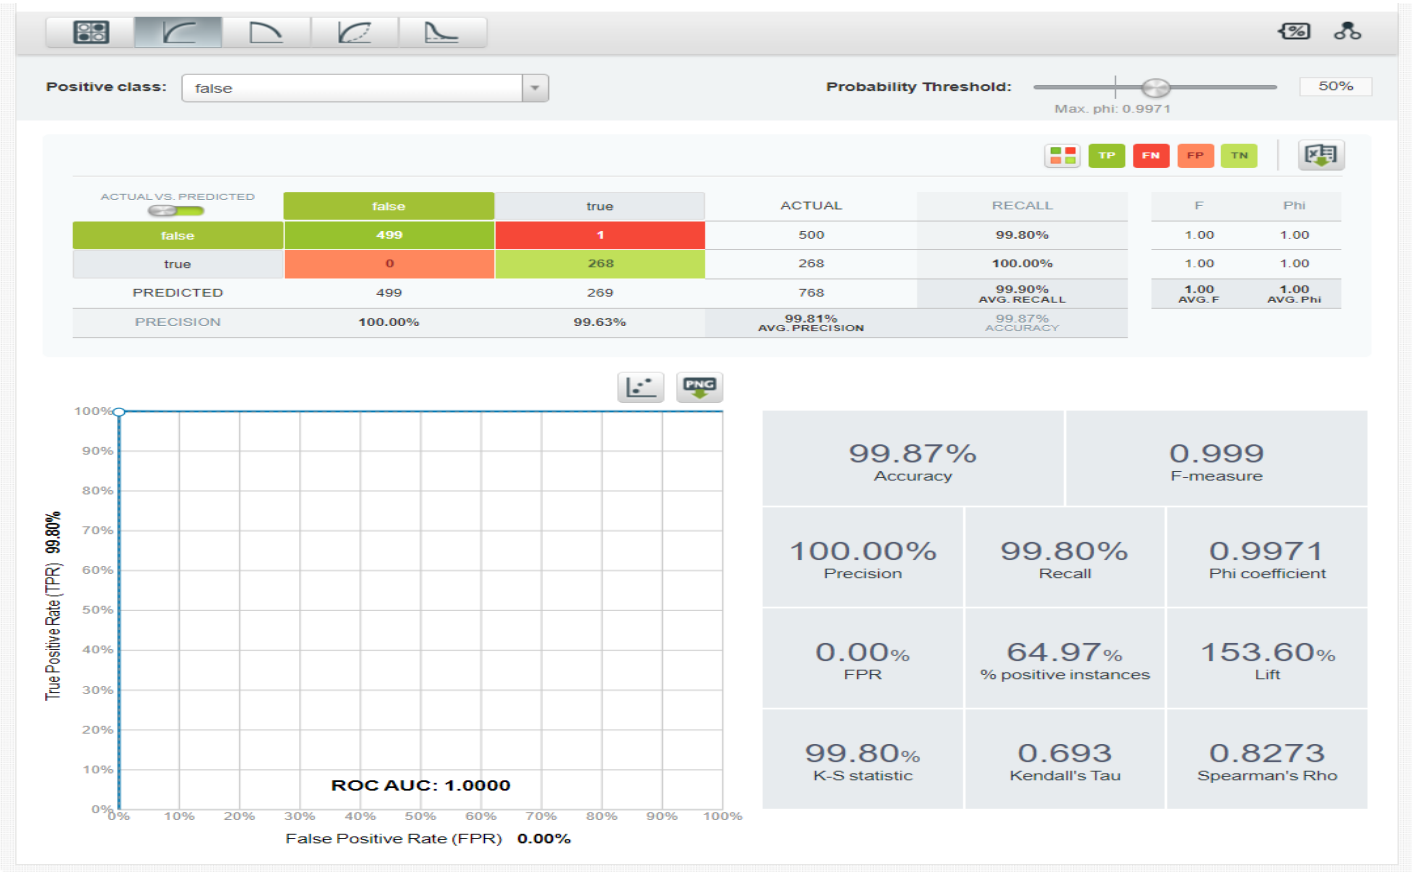 Positive class: false Probability Threshold: 50%
Max. phi: 0.9971
TP FN FP TN
ACTUAL VS. PREDICTED false true ACTUAL RECALL F Phi
false 499 1 500 99.80% 1.00 1.00
true 0 268 268 100.00% 1.00 1.00
PREDICTED 499 269 768 99.90% 1.00 1.00
AVG. RECALL AVG. F AVG. Phi
PRECISION 100.00% 99.63% 99.81% 99.87%
AVG. PRECISION ACCURACY
PNG
True Positive Rate (TPR) 99.80%
100%
90%
80%
70%
60%
50%
40%
30%
20%
10%
0%
ROC AUC: 1.0000
0% 10% 20% 30% 40% 50% 60% 70% 80% 90% 100%
False Positive Rate (FPR) 0.00%
99.87% 0.999
Accuracy F-measure
100.00% 99.80% 0.9971
Precision Recall Phi coefficient
0.00% 64.97% 153.60%
FPR % positive instances Lift
99.80% 0.693 0.8273
K-S statistic Kendall's Tau Spearman's Rho